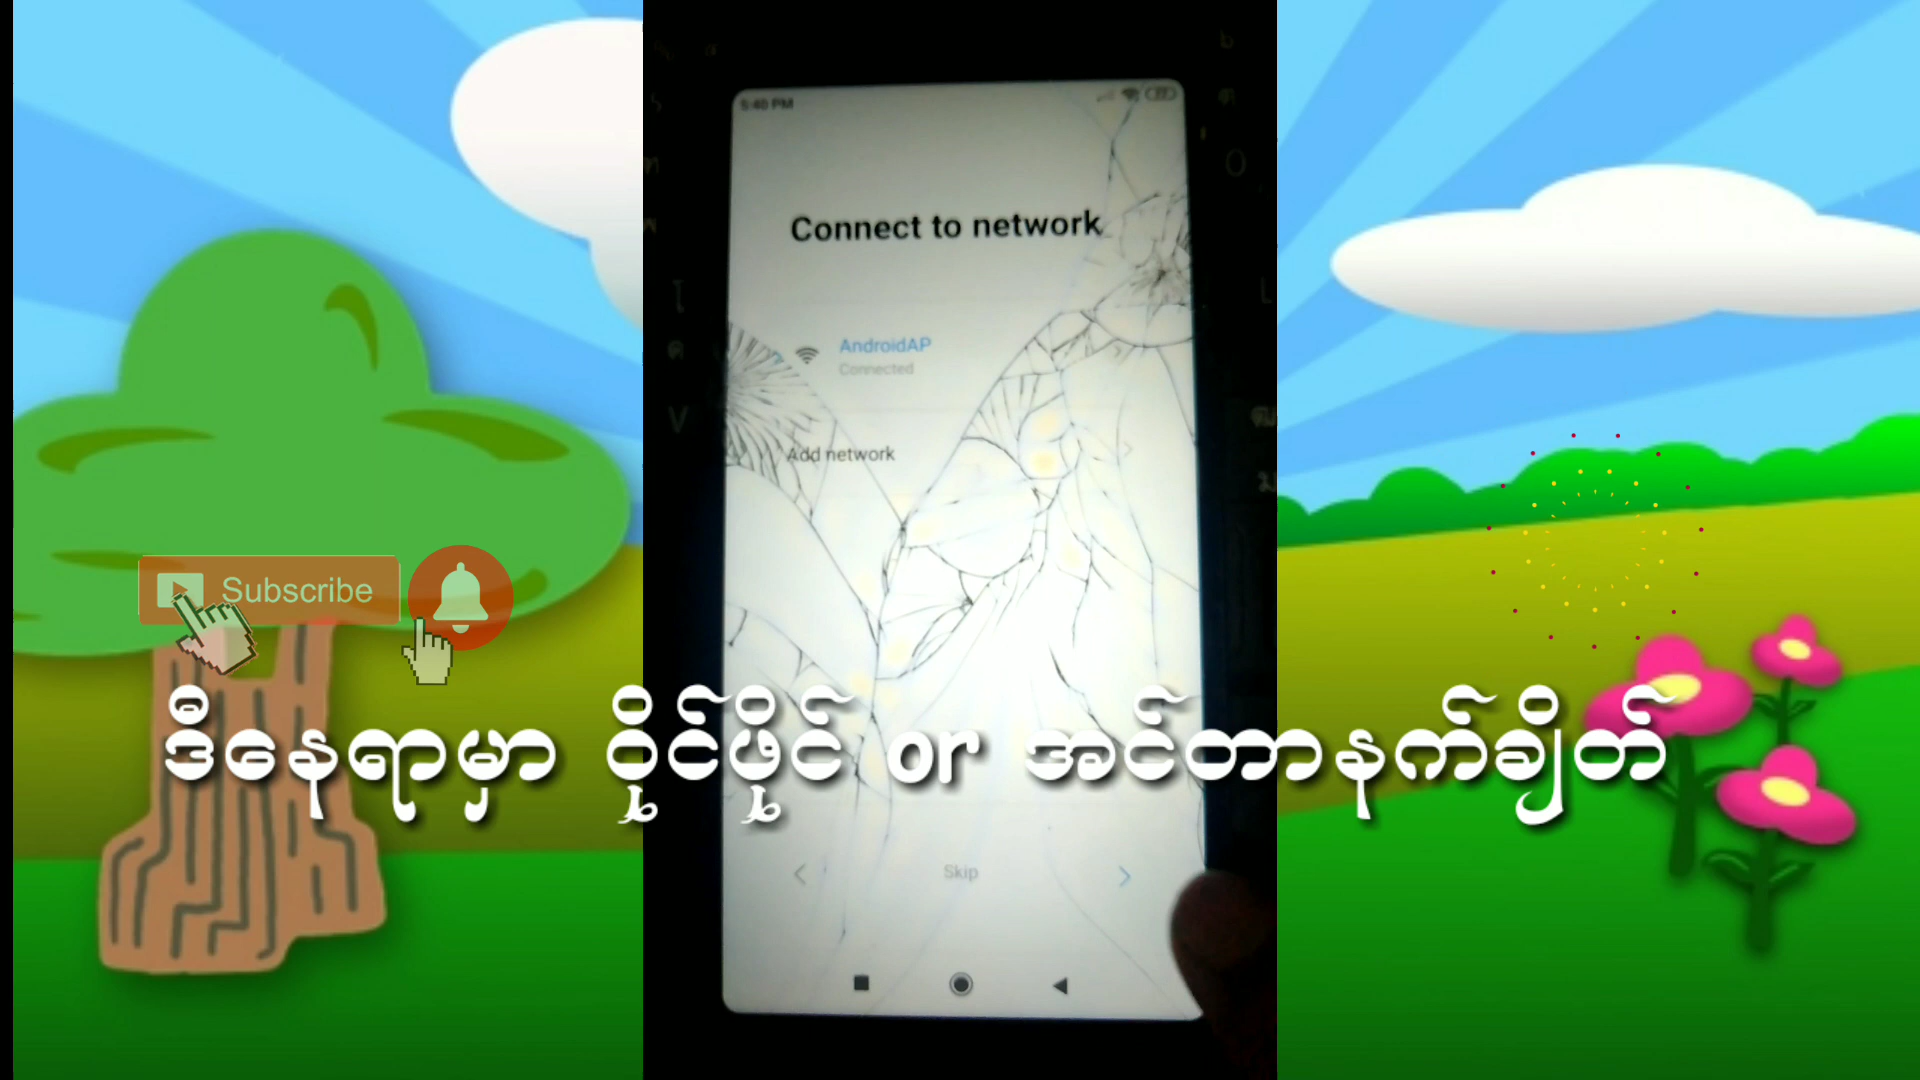 5:40 PM
Connect to network
AndroidAP
Connected
Add network
Subscribe
ဒီနေရာမှာ ဝှိုင်ဖှိုင် or အင်တာနက်ချိတ်
Skip